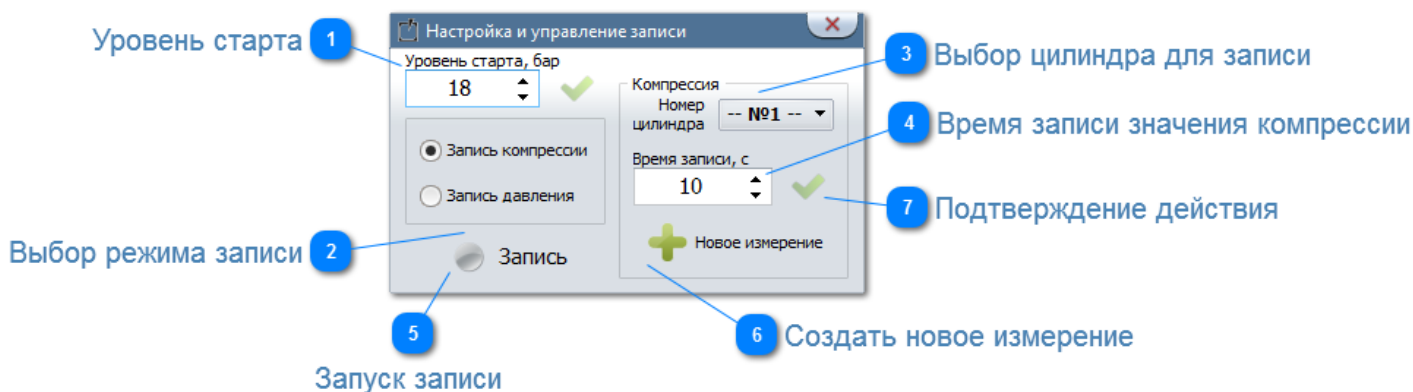 Уровень старта 1
Настройка и управление записи
3 Выбор цилиндра для записи
Уровень старта, бар
18
Компрессия
Номер
цилиндра
-- №1 --
4 Время записи значения компрессии
Запись компрессии
Время записи, с
10
Запись давления
7 Подтверждение действия
Выбор режима записи 2
Новое измерение
Запись
5
6 Создать новое измерение
Запуск записи